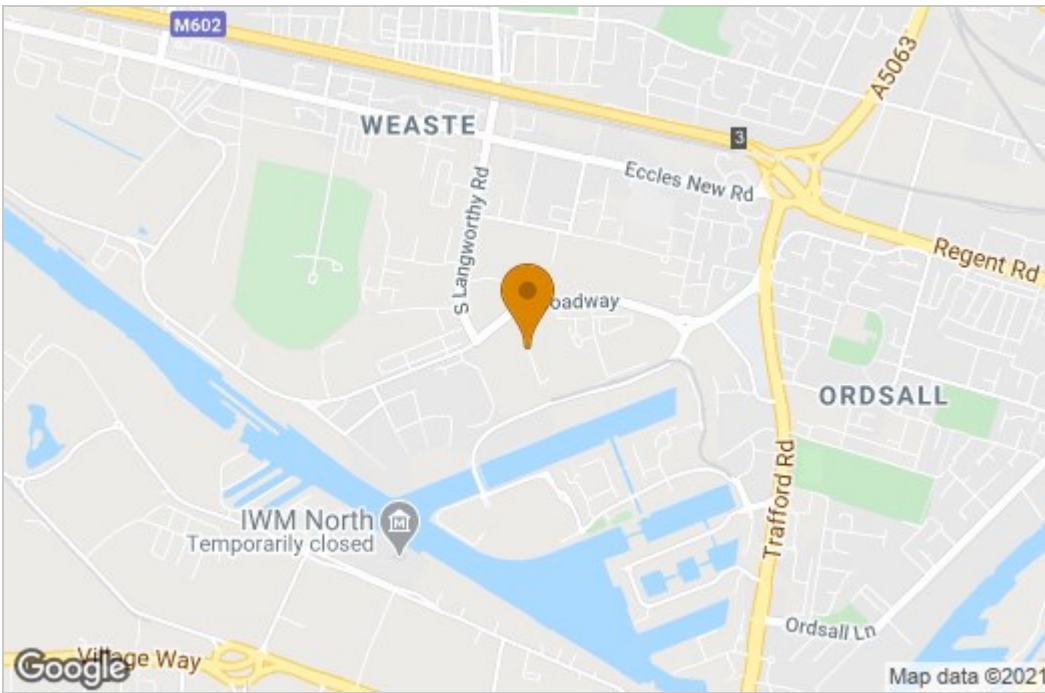 M602
A5063
WEASTE
3
Eccles New Rd
S Langworthy Rd
Regent Rd
oadway
ORDSALL
Trafford Rd
IWM North
Temporarily closed
Ordsall Ln
Village Way
Google
Map data ©2021